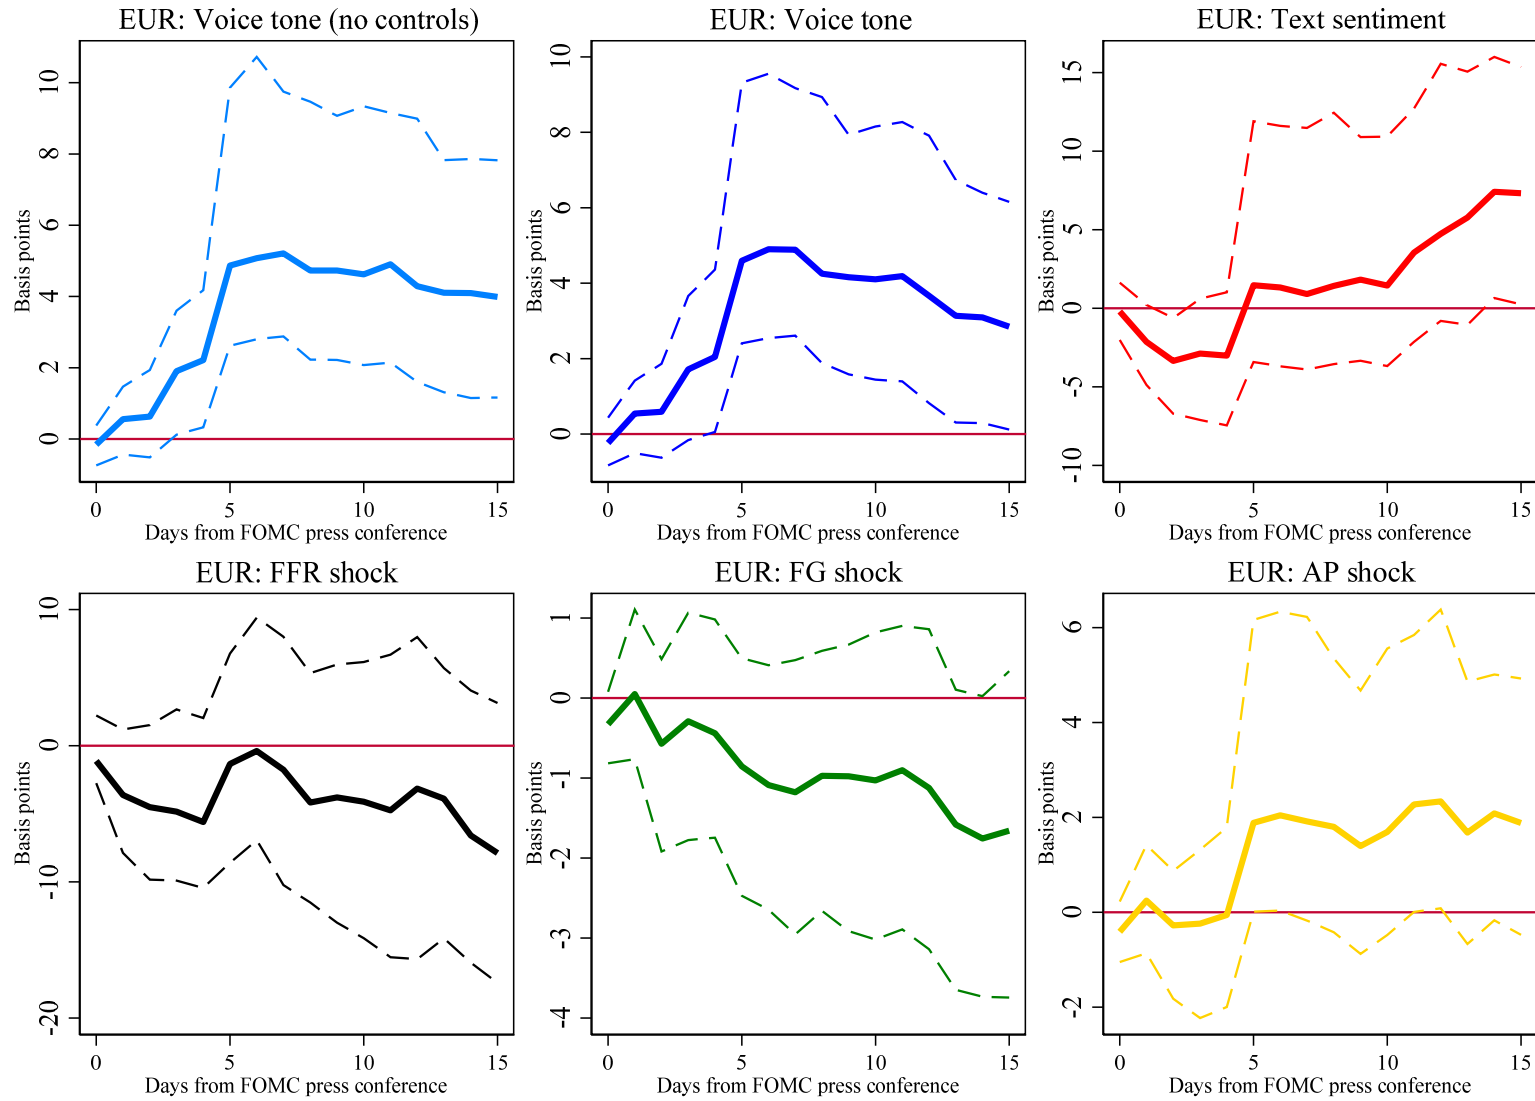 EUR: Voice tone (no controls)
Basis points
10
8
6
4
2
0
0 5 10 15
Days from FOMC press conference
EUR: Voice tone
Basis points
10
8
6
4
2
0
0 5 10 15
Days from FOMC press conference
EUR: Text sentiment
Basis points
15
10
5
0
-5
-10
0 5 10 15
Days from FOMC press conference
EUR: FFR shock
Basis points
10
0
-10
-20
0 5 10 15
Days from FOMC press conference
EUR: FG shock
Basis points
1
0
-1
-2
-3
-4
0 5 10 15
Days from FOMC press conference
EUR: AP shock
Basis points
6
4
2
0
-2
0 5 10 15
Days from FOMC press conference